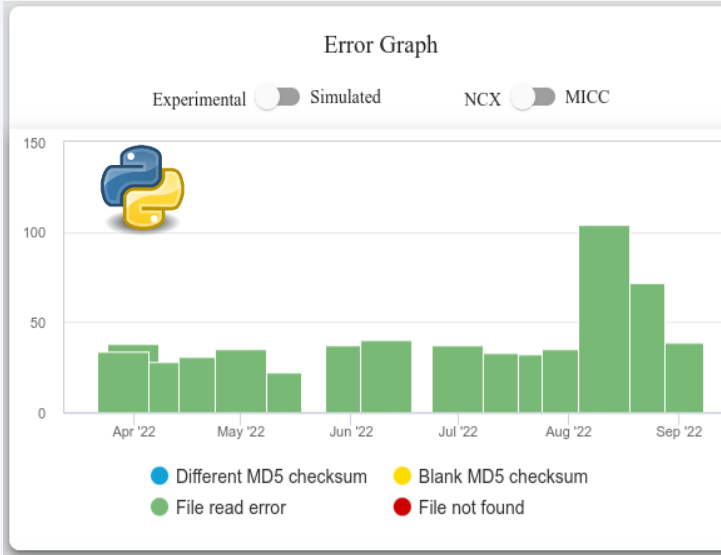 Error Graph
Experimental Simulated NCX MICC
150
100
50
0
Apr '22 May '22 Jun '22 Jul '22 Aug '22 Sep '22
Different MD5 checksum Blank MD5 checksum
File read error File not found